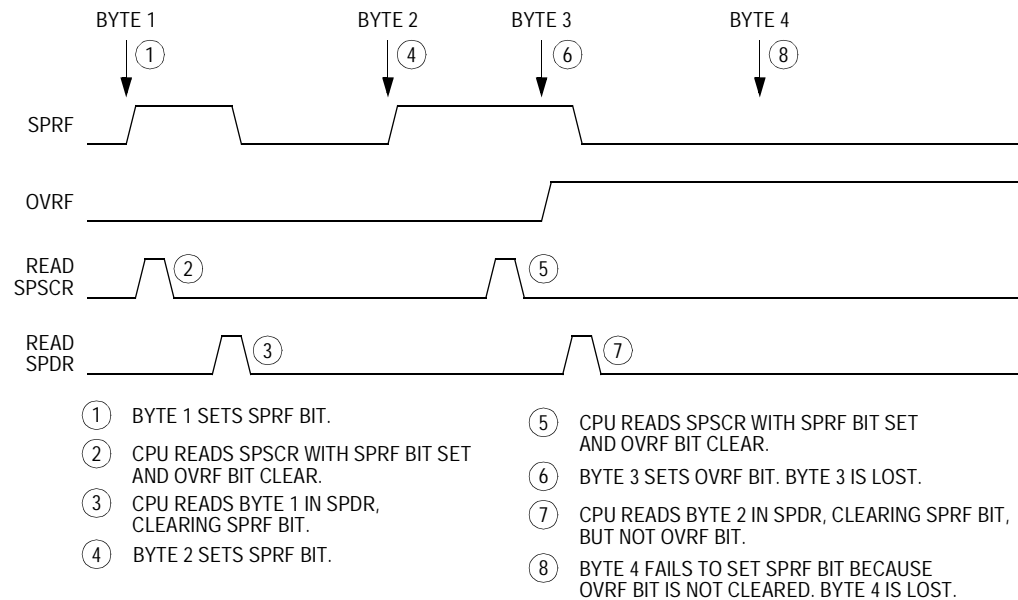 BYTE 1 BYTE 2 BYTE 3 BYTE 4
1 4 6 8
SPRF
OVRF
READ
SPSCR
2 5
READ
SPDR
3 7
1 BYTE 1 SETS SPRF BIT.
2 CPU READS SPSCR WITH SPRF BIT SET
AND OVRF BIT CLEAR.
3 CPU READS BYTE 1 IN SPDR,
CLEARING SPRF BIT.
4 BYTE 2 SETS SPRF BIT.
5 CPU READS SPSCR WITH SPRF BIT SET
AND OVRF BIT CLEAR.
6 BYTE 3 SETS OVRF BIT. BYTE 3 IS LOST.
7 CPU READS BYTE 2 IN SPDR, CLEARING SPRF BIT,
BUT NOT OVRF BIT.
8 BYTE 4 FAILS TO SET SPRF BIT BECAUSE
OVRF BIT IS NOT CLEARED. BYTE 4 IS LOST.